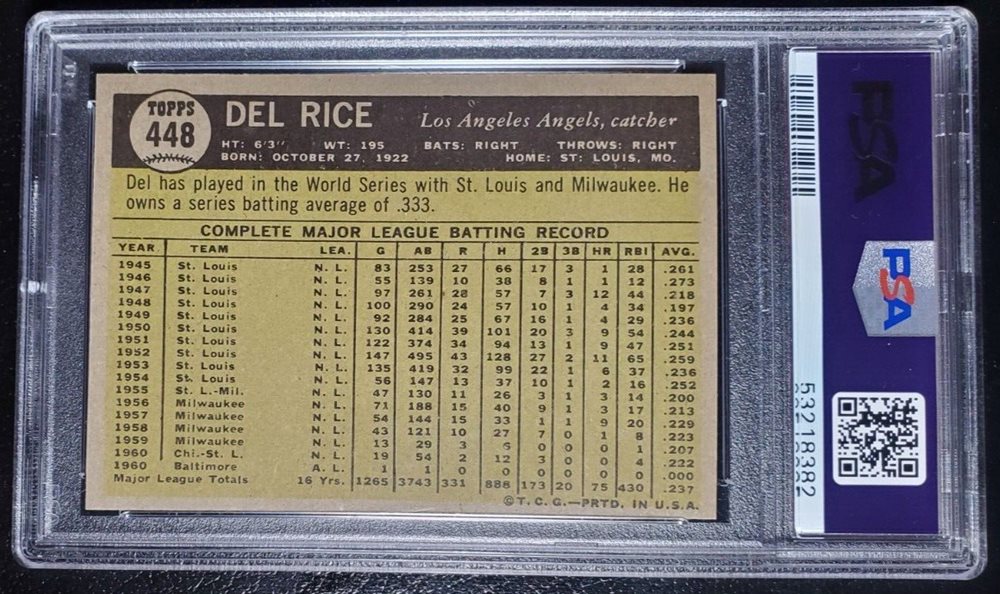 TOPPS
448
DEL RICE
Los Angeles Angels, catcher
HT: 6'3" WT: 195 BATS: RIGHT THROWS: RIGHT
BORN: OCTOBER 27, 1922 HOME: ST: LOUIS, MO.
Del has played in the World Series with St. Louis and Milwaukee. He
owns a series batting average of .333.
COMPLETE MAJOR LEAGUE BATTING RECORD
YEAR TEAM LEA. G AB R H 2B 3B HR RBI AVG.
1945 St. Louis N. L. 83 253 27 66 17 3 1 28 .261
1946 St. Louis N. L. 55 139 10 38 8 1 1 12 .273
1947 St. Louis N. L. 97 261 28 57 7 3 12 44 .218
1948 St. Louis N. L. 100 290 24 57 10 1 4 34 .197
1949 St. Louis N. L. 92 284 25 67 16 1 4 29 .236
1950 St. Louis N. L. 130 414 39 101 20 3 9 54 .244
1951 St. Louis N. L. 122 374 34 94 13 1 9 47 .251
1952 St. Louis N. L. 147 495 43 128 27 2 11 65 .259
1953 St. Louis N. L. 135 419 32 99 22 1 6 37 .236
1954 St. Louis N. L. 56 147 13 37 10 1 2 16 .252
1955 St. L.-Mil. N. L. 47 130 11 26 3 1 3 14 .200
1956 Milwaukee N. L. 71 188 15 40 9 1 3 17 .213
1957 Milwaukee N. L. 54 144 15 33 1 1 9 20 .229
1958 Milwaukee N. L. 43 121 10 27 7 0 1 8 .223
1959 Milwaukee N. L. 13 29 3 6 0 0 0 1 .207
1960 Chi.-St. L. N. L. 19 54 2 12 3 0 0 4 .222
1960 Baltimore A. L. 1 1 0 0 0 0 0 0 .000
Major League Totals 16 Yrs. 1265 3743 331 888 173 20 75 430 .237
©T. C. G.—PRTD. IN U.S.A.
PSA
PSA
53218382